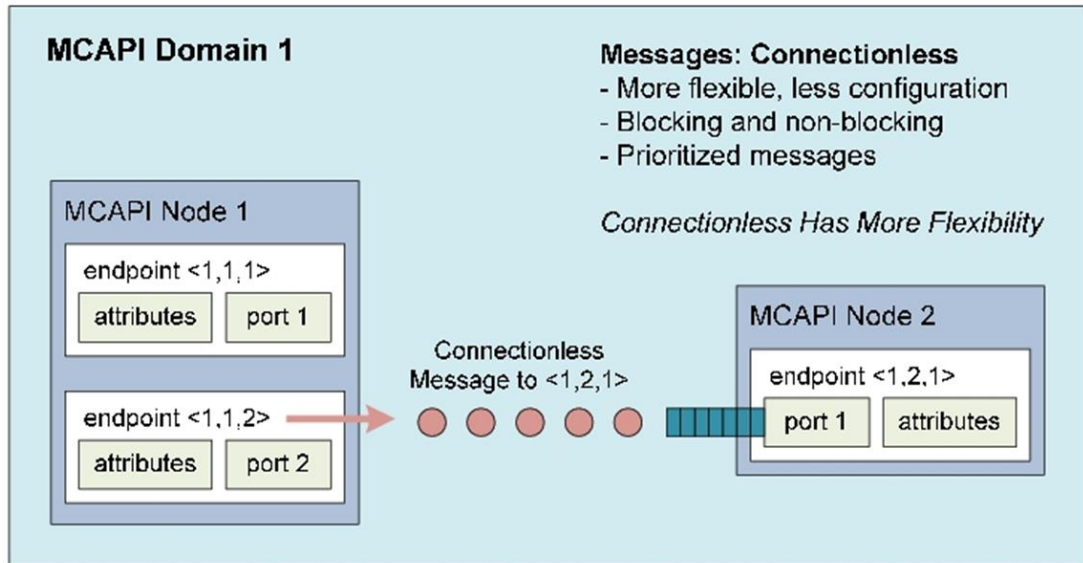 MCAPI Domain 1
Messages: Connectionless
- More flexible, less configuration
- Blocking and non-blocking
- Prioritized messages
Connectionless Has More Flexibility
MCAPI Node 1
endpoint <1,1,1>
attributes
port 1
endpoint <1,1,2>
attributes
port 2
Connectionless
Message to <1,2,1>
MCAPI Node 2
endpoint <1,2,1>
port 1
attributes